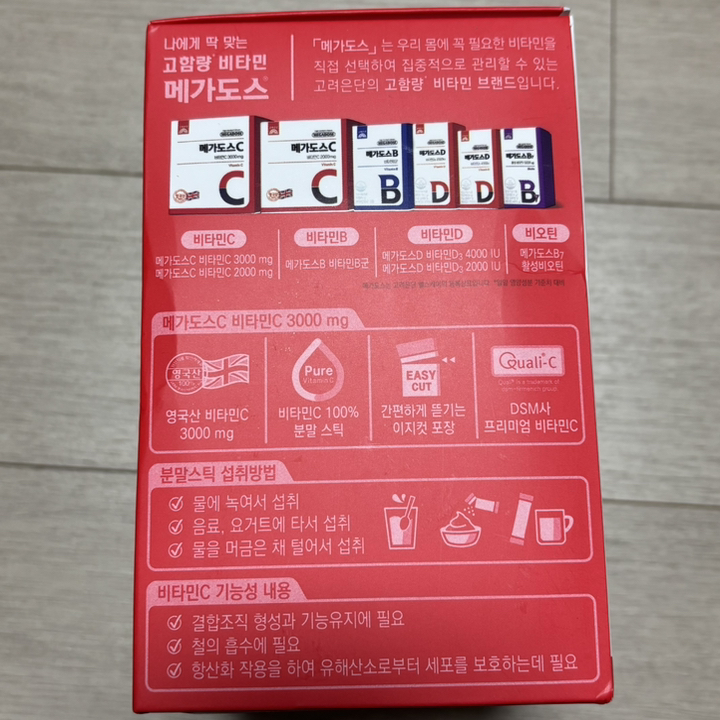 나에게 딱 맞는
고함량* 비타민
메가도스®
「메가도스」는 우리 몸에 꼭 필요한 비타민을
직접 선택하여 집중적으로 관리할 수 있는
고려은단의 고함량* 비타민 브랜드입니다.
메가도스C
비타민C 3000mg
C
메가도스C
비타민C 2000mg
C
메가도스B
B
메가도스D
D
메가도스D
D
메가도스B7
B7
비타민C
메가도스C 비타민C 3000 mg
메가도스C 비타민C 2000 mg
비타민B
메가도스B 비타민B군
비타민D
메가도스D 비타민D3 4000 IU
메가도스D 비타민D3 2000 IU
비오틴
메가도스B7
활성비오틴
메가도스C 비타민C 3000 mg
영국산
100%
영국산 비타민C
3000 mg
Pure
Vitamin C
비타민C 100%
분말 스틱
EASY
CUT
간편하게 뜯기는
이지컷 포장
Quali®-C
Quali® is a trademark of
DSM사
프리미엄 비타민C
분말스틱 섭취방법
물에 녹여서 섭취
음료, 요거트에 타서 섭취
물을 머금은 채 털어서 섭취
비타민C 기능성 내용
결합조직 형성과 기능유지에 필요
철의 흡수에 필요
항산화 작용을 하여 유해산소로부터 세포를 보호하는데 필요